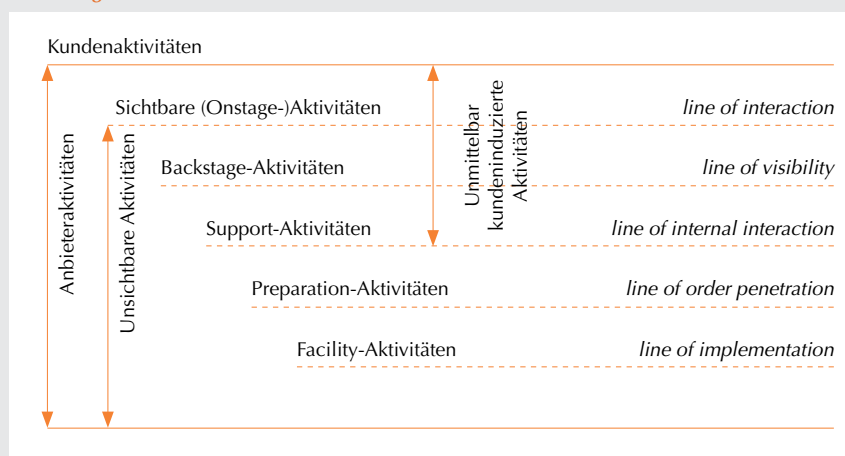 Kundenaktivitäten
Sichtbare (Onstage-)Aktivitäten
line of interaction
Backstage-Aktivitäten
line of visibility
Support-Aktivitäten
line of internal interaction
Preparation-Aktivitäten
line of order penetration
Facility-Aktivitäten
line of implementation
Anbieteraktivitäten
Unsichtbare Aktivitäten
Unmittelbar
kundeninduzierte
Aktivitäten